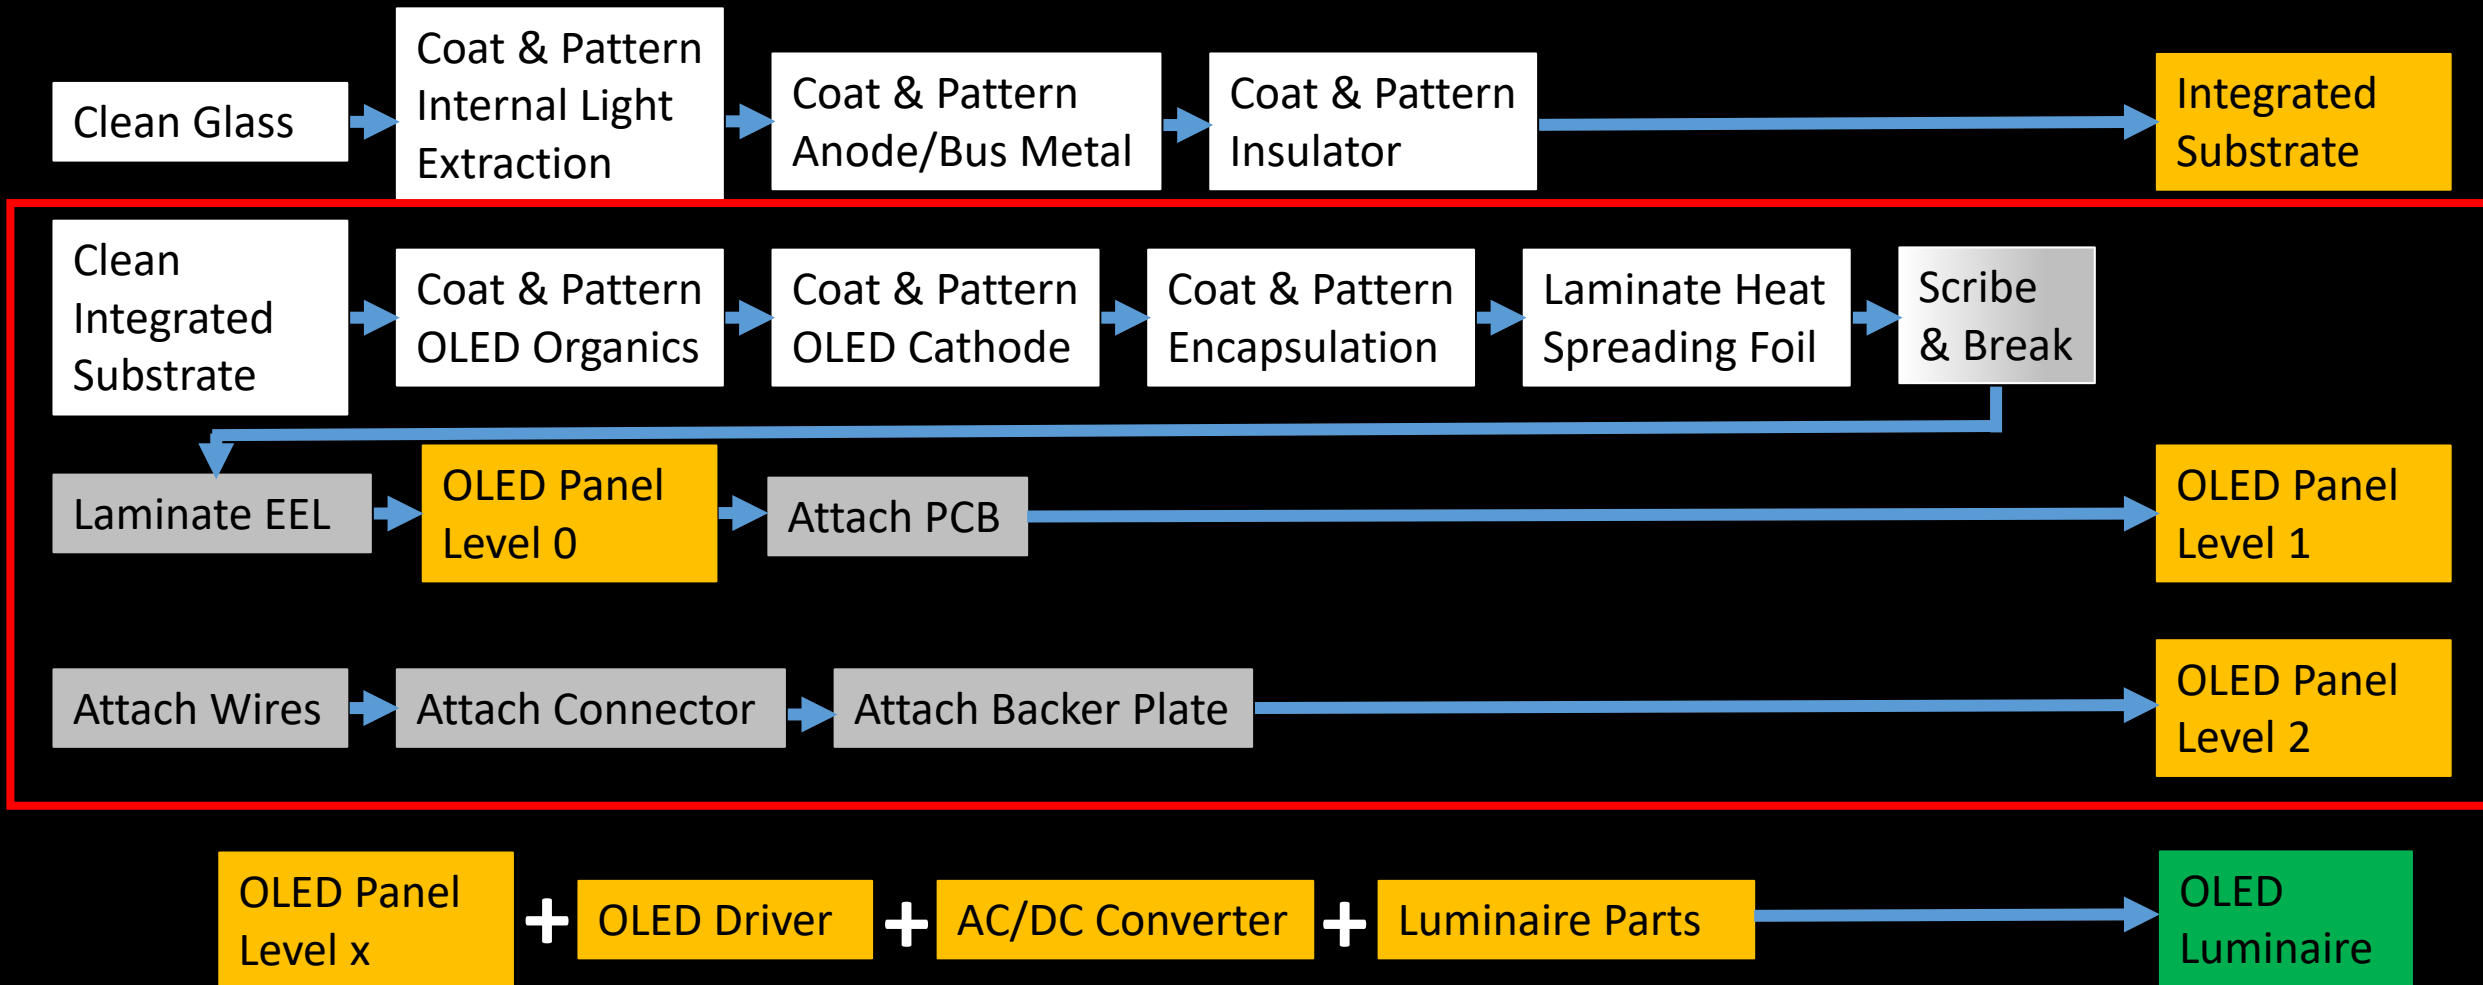 Clean Glass
Coat & Pattern
Internal Light
Extraction
Coat & Pattern
Anode/Bus Metal
Coat & Pattern
Insulator
Integrated
Substrate
Clean
Integrated
Substrate
Coat & Pattern
OLED Organics
Coat & Pattern
OLED Cathode
Coat & Pattern
Encapsulation
Laminate Heat
Spreading Foil
Scribe
& Break
Laminate EEL
OLED Panel
Level 0
Attach PCB
OLED Panel
Level 1
Attach Wires
Attach Connector
Attach Backer Plate
OLED Panel
Level 2
OLED Panel
Level x
+
OLED Driver
+
AC/DC Converter
+
Luminaire Parts
OLED
Luminaire